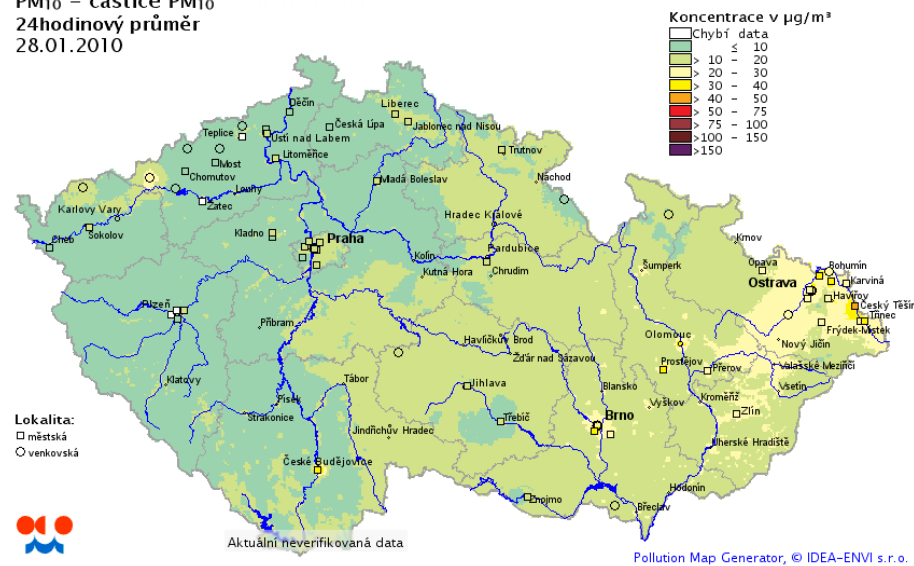 PM₁₀ – částice PM₁₀
24hodinový průměr
28.01.2010
Koncentrace v µg/m³
Chybí data
≤ 10
> 10 – 20
> 20 – 30
> 30 – 40
> 40 – 50
> 50 – 75
> 75 – 100
>100 – 150
>150
Děčín
Liberec
Jablonec nad Nisou
Česká Lípa
Teplice
Ústí nad Labem
Litoměřice
Trutnov
Most
Chomutov
Mladá Boleslav
Náchod
Louny
Žatec
Karlovy Vary
Sokolov
Cheb
Hradec Králové
Kladno
Praha
Pardubice
Kolín
Kutná Hora
Chrudim
Krnov
Šumperk
Opava
Bohumín
Ostrava
Karviná
Havířov
Český Těšín
Třinec
Frýdek-Místek
Plzeň
Příbram
Havlíčkův Brod
Žďár nad Sázavou
Olomouc
Nový Jičín
Prostějov
Přerov
Valašské Meziříčí
Vsetín
Klatovy
Tábor
Jihlava
Blansko
Písek
Strakonice
Vyškov
Kroměříž
Zlín
Třebíč
Brno
Jindřichův Hradec
Uherské Hradiště
České Budějovice
Hodonín
Znojmo
Břeclav
Lokalita:
městská
venkovská
Aktuální neverifikovaná data
Pollution Map Generator, © IDEA-ENVI s.r.o.